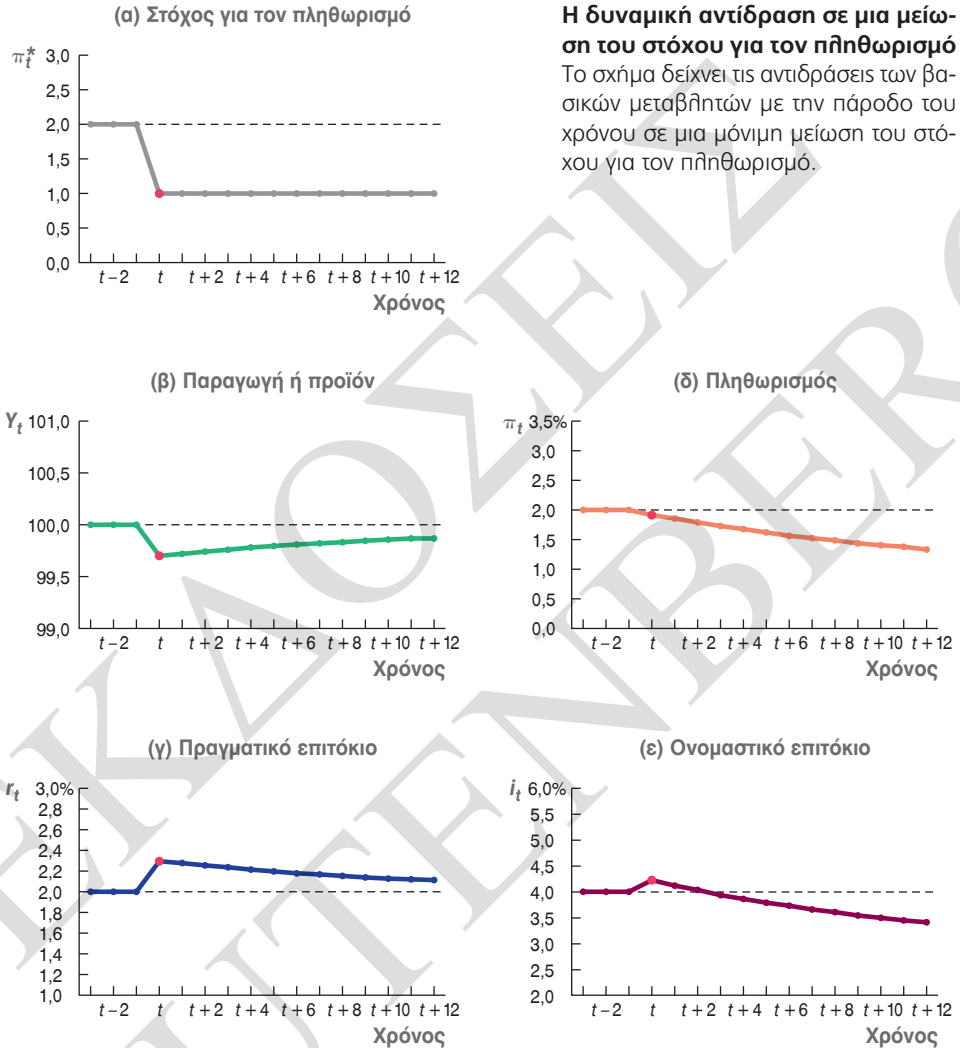 (α) Στόχος για τον πληθωρισμό
π*t 3,0
2,5
2,0
1,5
1,0
0,5
0,0
t – 2 t t + 2 t + 4 t + 6 t + 8 t + 10 t + 12
Χρόνος
Η δυναμική αντίδραση σε μια μείω-
ση του στόχου για τον πληθωρισμό
Το σχήμα δείχνει τις αντιδράσεις των βα-
σικών μεταβλητών με την πάροδο του
χρόνου σε μια μόνιμη μείωση του στό-
χου για τον πληθωρισμό.
(β) Παραγωγή ή προϊόν
Yt 101,0
100,5
100,0
99,5
99,0
t – 2 t t + 2 t + 4 t + 6 t + 8 t + 10 t + 12
Χρόνος
(δ) Πληθωρισμός
πt 3,5%
3,0
2,5
2,0
1,5
1,0
0,5
0,0
t – 2 t t + 2 t + 4 t + 6 t + 8 t + 10 t + 12
Χρόνος
(γ) Πραγματικό επιτόκιο
rt 3,0%
2,8
2,6
2,4
2,2
2,0
1,8
1,6
1,4
1,2
1,0
t – 2 t t + 2 t + 4 t + 6 t + 8 t + 10 t + 12
Χρόνος
(ε) Ονομαστικό επιτόκιο
it 6,0%
5,0
4,5
4,0
3,5
3,0
2,5
2,0
t – 2 t t + 2 t + 4 t + 6 t + 8 t + 10 t + 12
Χρόνος
ΕΚΔΟΣΕΙΣ